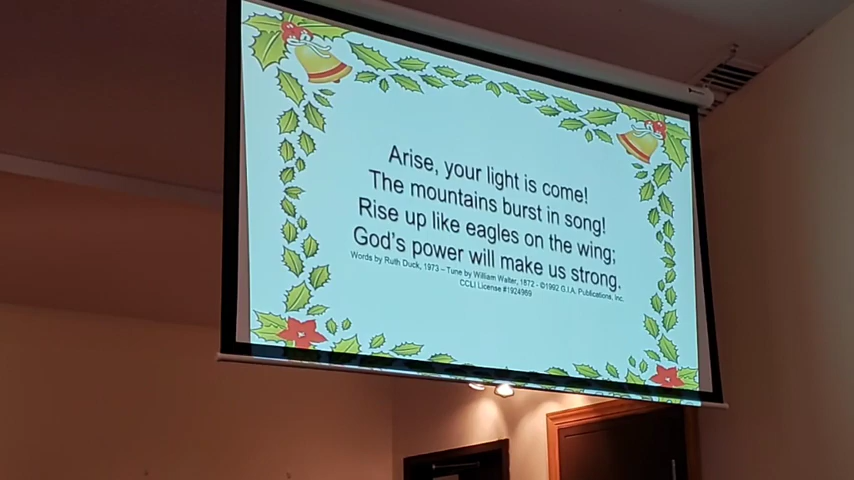 Arise, your light is come!
The mountains burst in song!
Rise up like eagles on the wing;
God's power will make us strong.
Words by Ruth Duck, 1973 – Tune by William Walter, 1872 - ©1992 G.I.A. Publications, Inc.
CCLI License #1924969